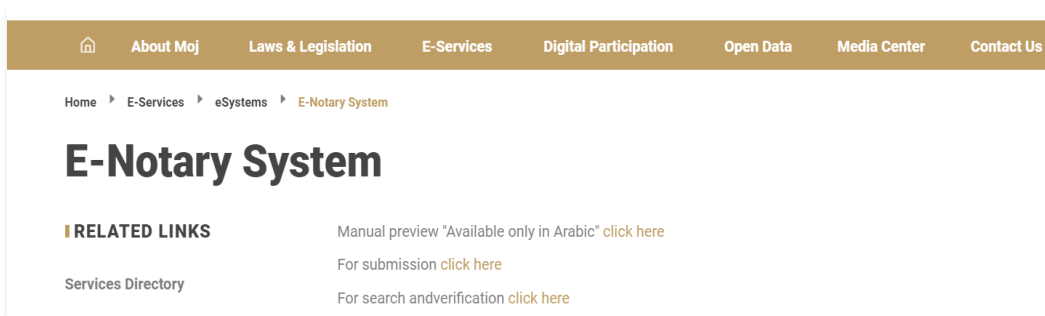 About Moj Laws & Legislation E-Services Digital Participation Open Data Media Center Contact Us
Home E-Services eSystems E-Notary System
E-Notary System
RELATED LINKS
Services Directory
Manual preview "Available only in Arabic" click here
For submission click here
For search andverification click here